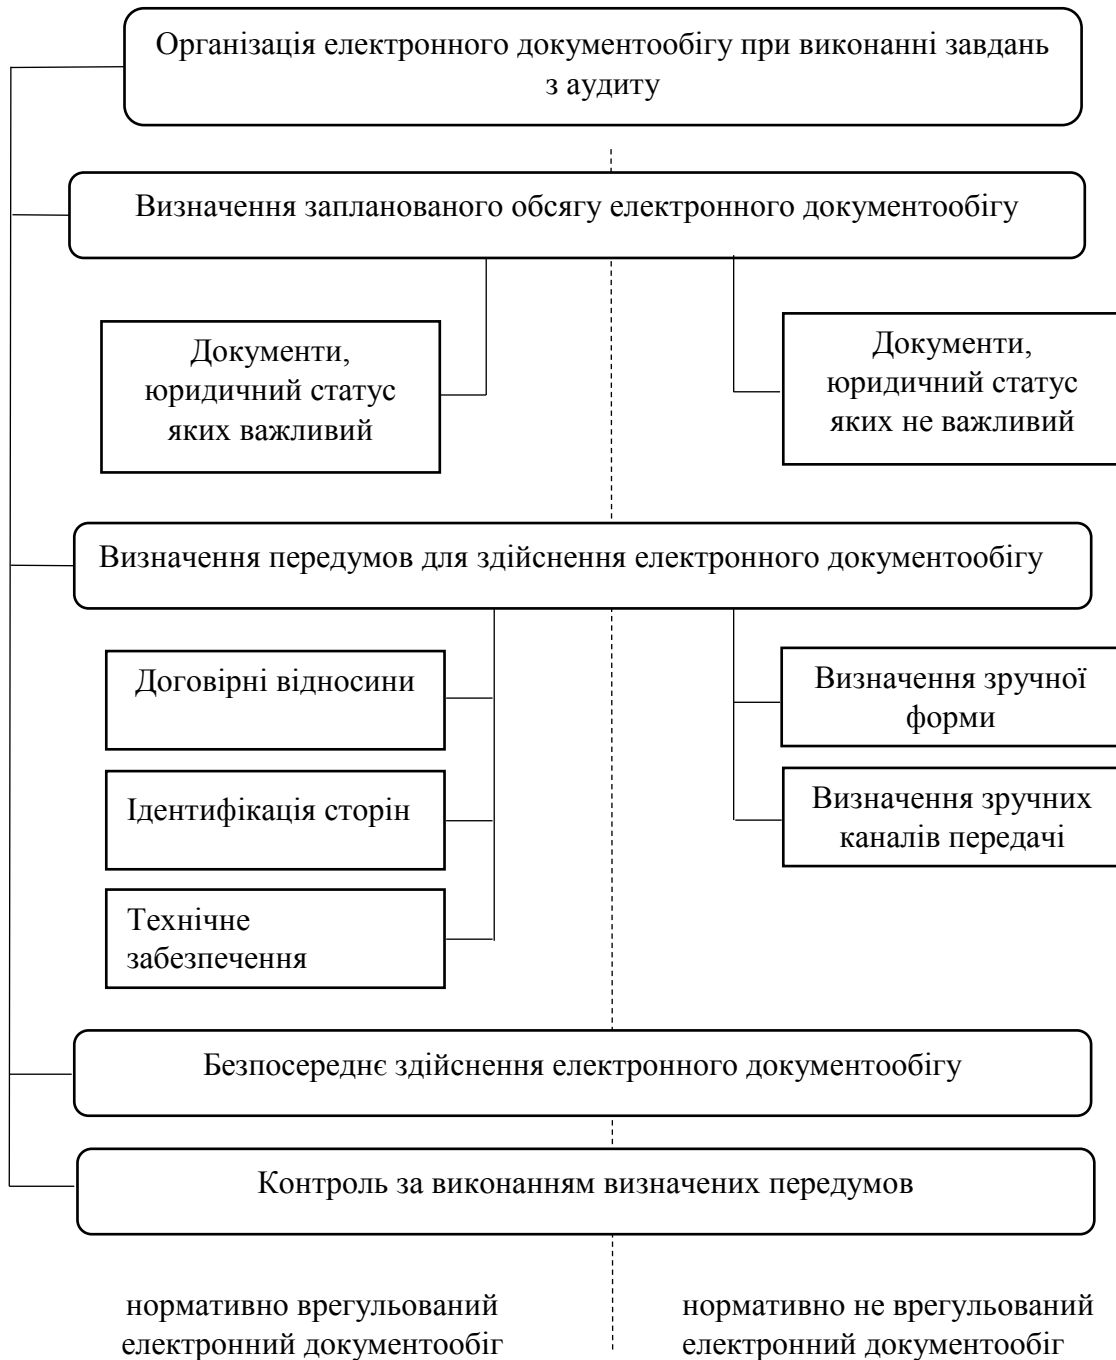 Організація електронного документообігу при виконанні завдань
з аудиту
Визначення запланованого обсягу електронного документообігу
Документи,
юридичний статус
яких важливий
Документи,
юридичний статус
яких не важливий
Визначення передумов для здійснення електронного документообігу
Договірні відносини
Ідентифікація сторін
Технічне
забезпечення
Визначення зручної
форми
Визначення зручних
каналів передачі
Безпосереднє здійснення електронного документообігу
Контроль за виконанням визначених передумов
нормативно врегульований
електронний документообіг
нормативно не врегульований
електронний документообіг